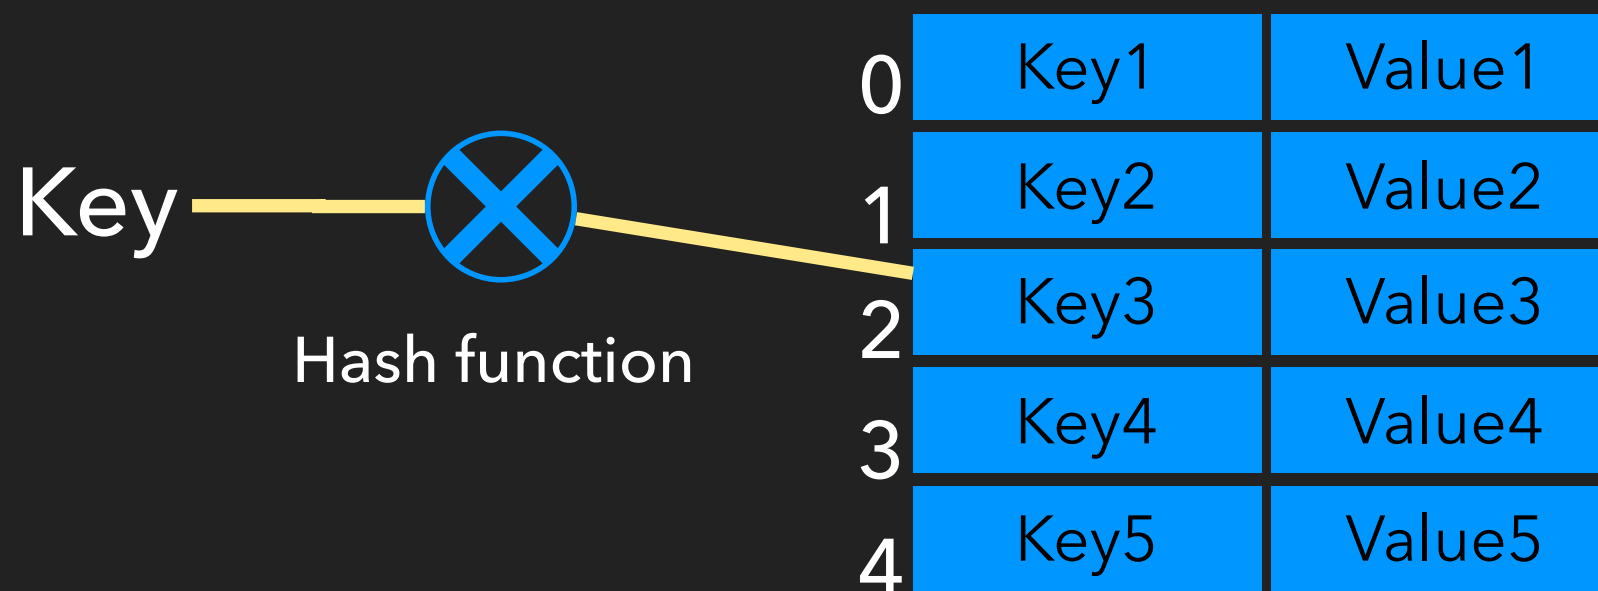 0 Key1 Value1
Key
1 Key2 Value2
2 Key3 Value3
Hash function
3 Key4 Value4
4 Key5 Value5